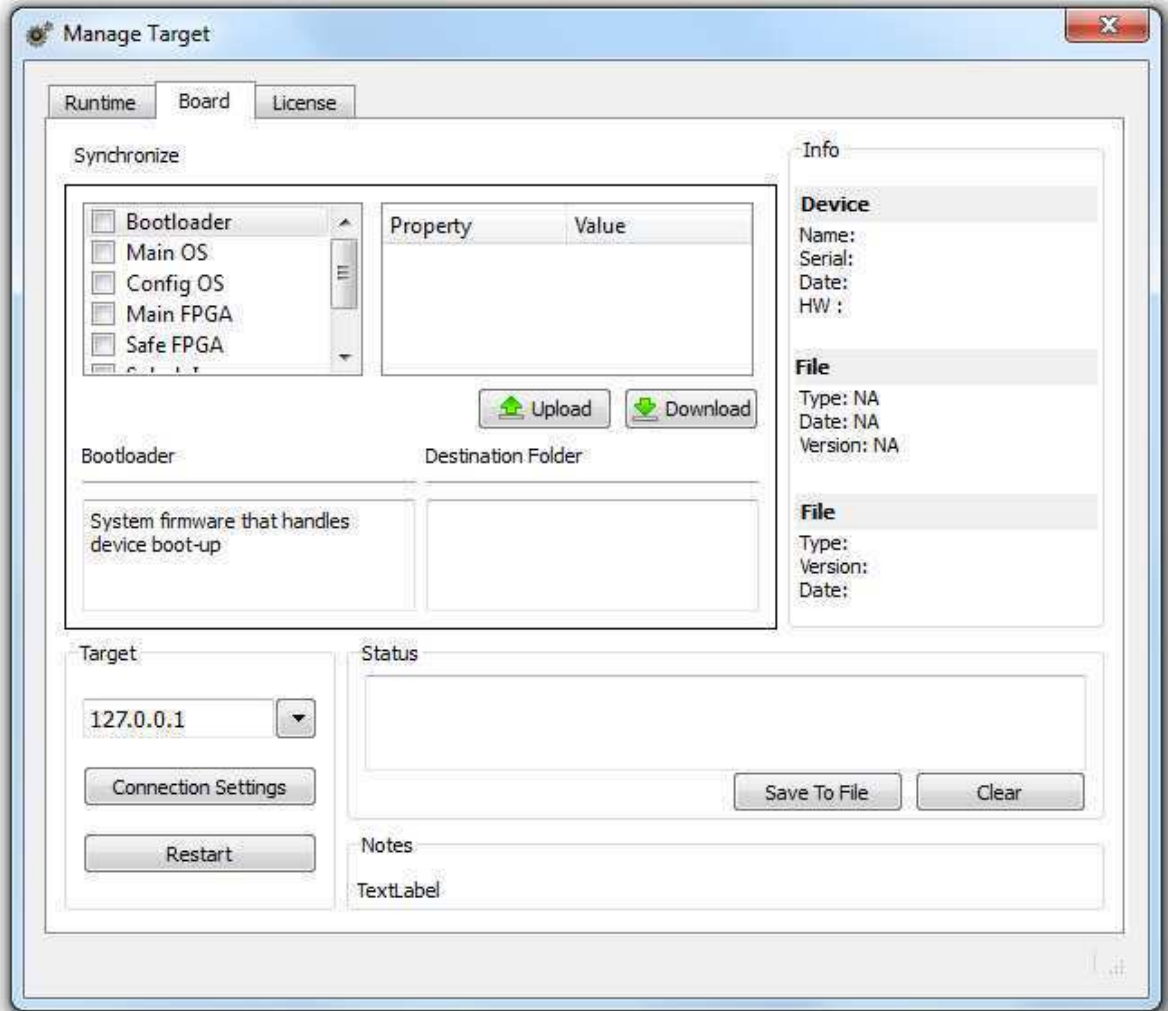 Manage Target
Runtime Board License
Synchronize
Bootloader
Main OS
Config OS
Main FPGA
Safe FPGA
Property Value
Upload Download
Bootloader
System firmware that handles
device boot-up
Destination Folder
Info
Device
Name:
Serial:
Date:
HW :
File
Type: NA
Date: NA
Version: NA
File
Type:
Version:
Date:
Target
127.0.0.1
Connection Settings
Restart
Status
Save To File Clear
Notes
TextLabel